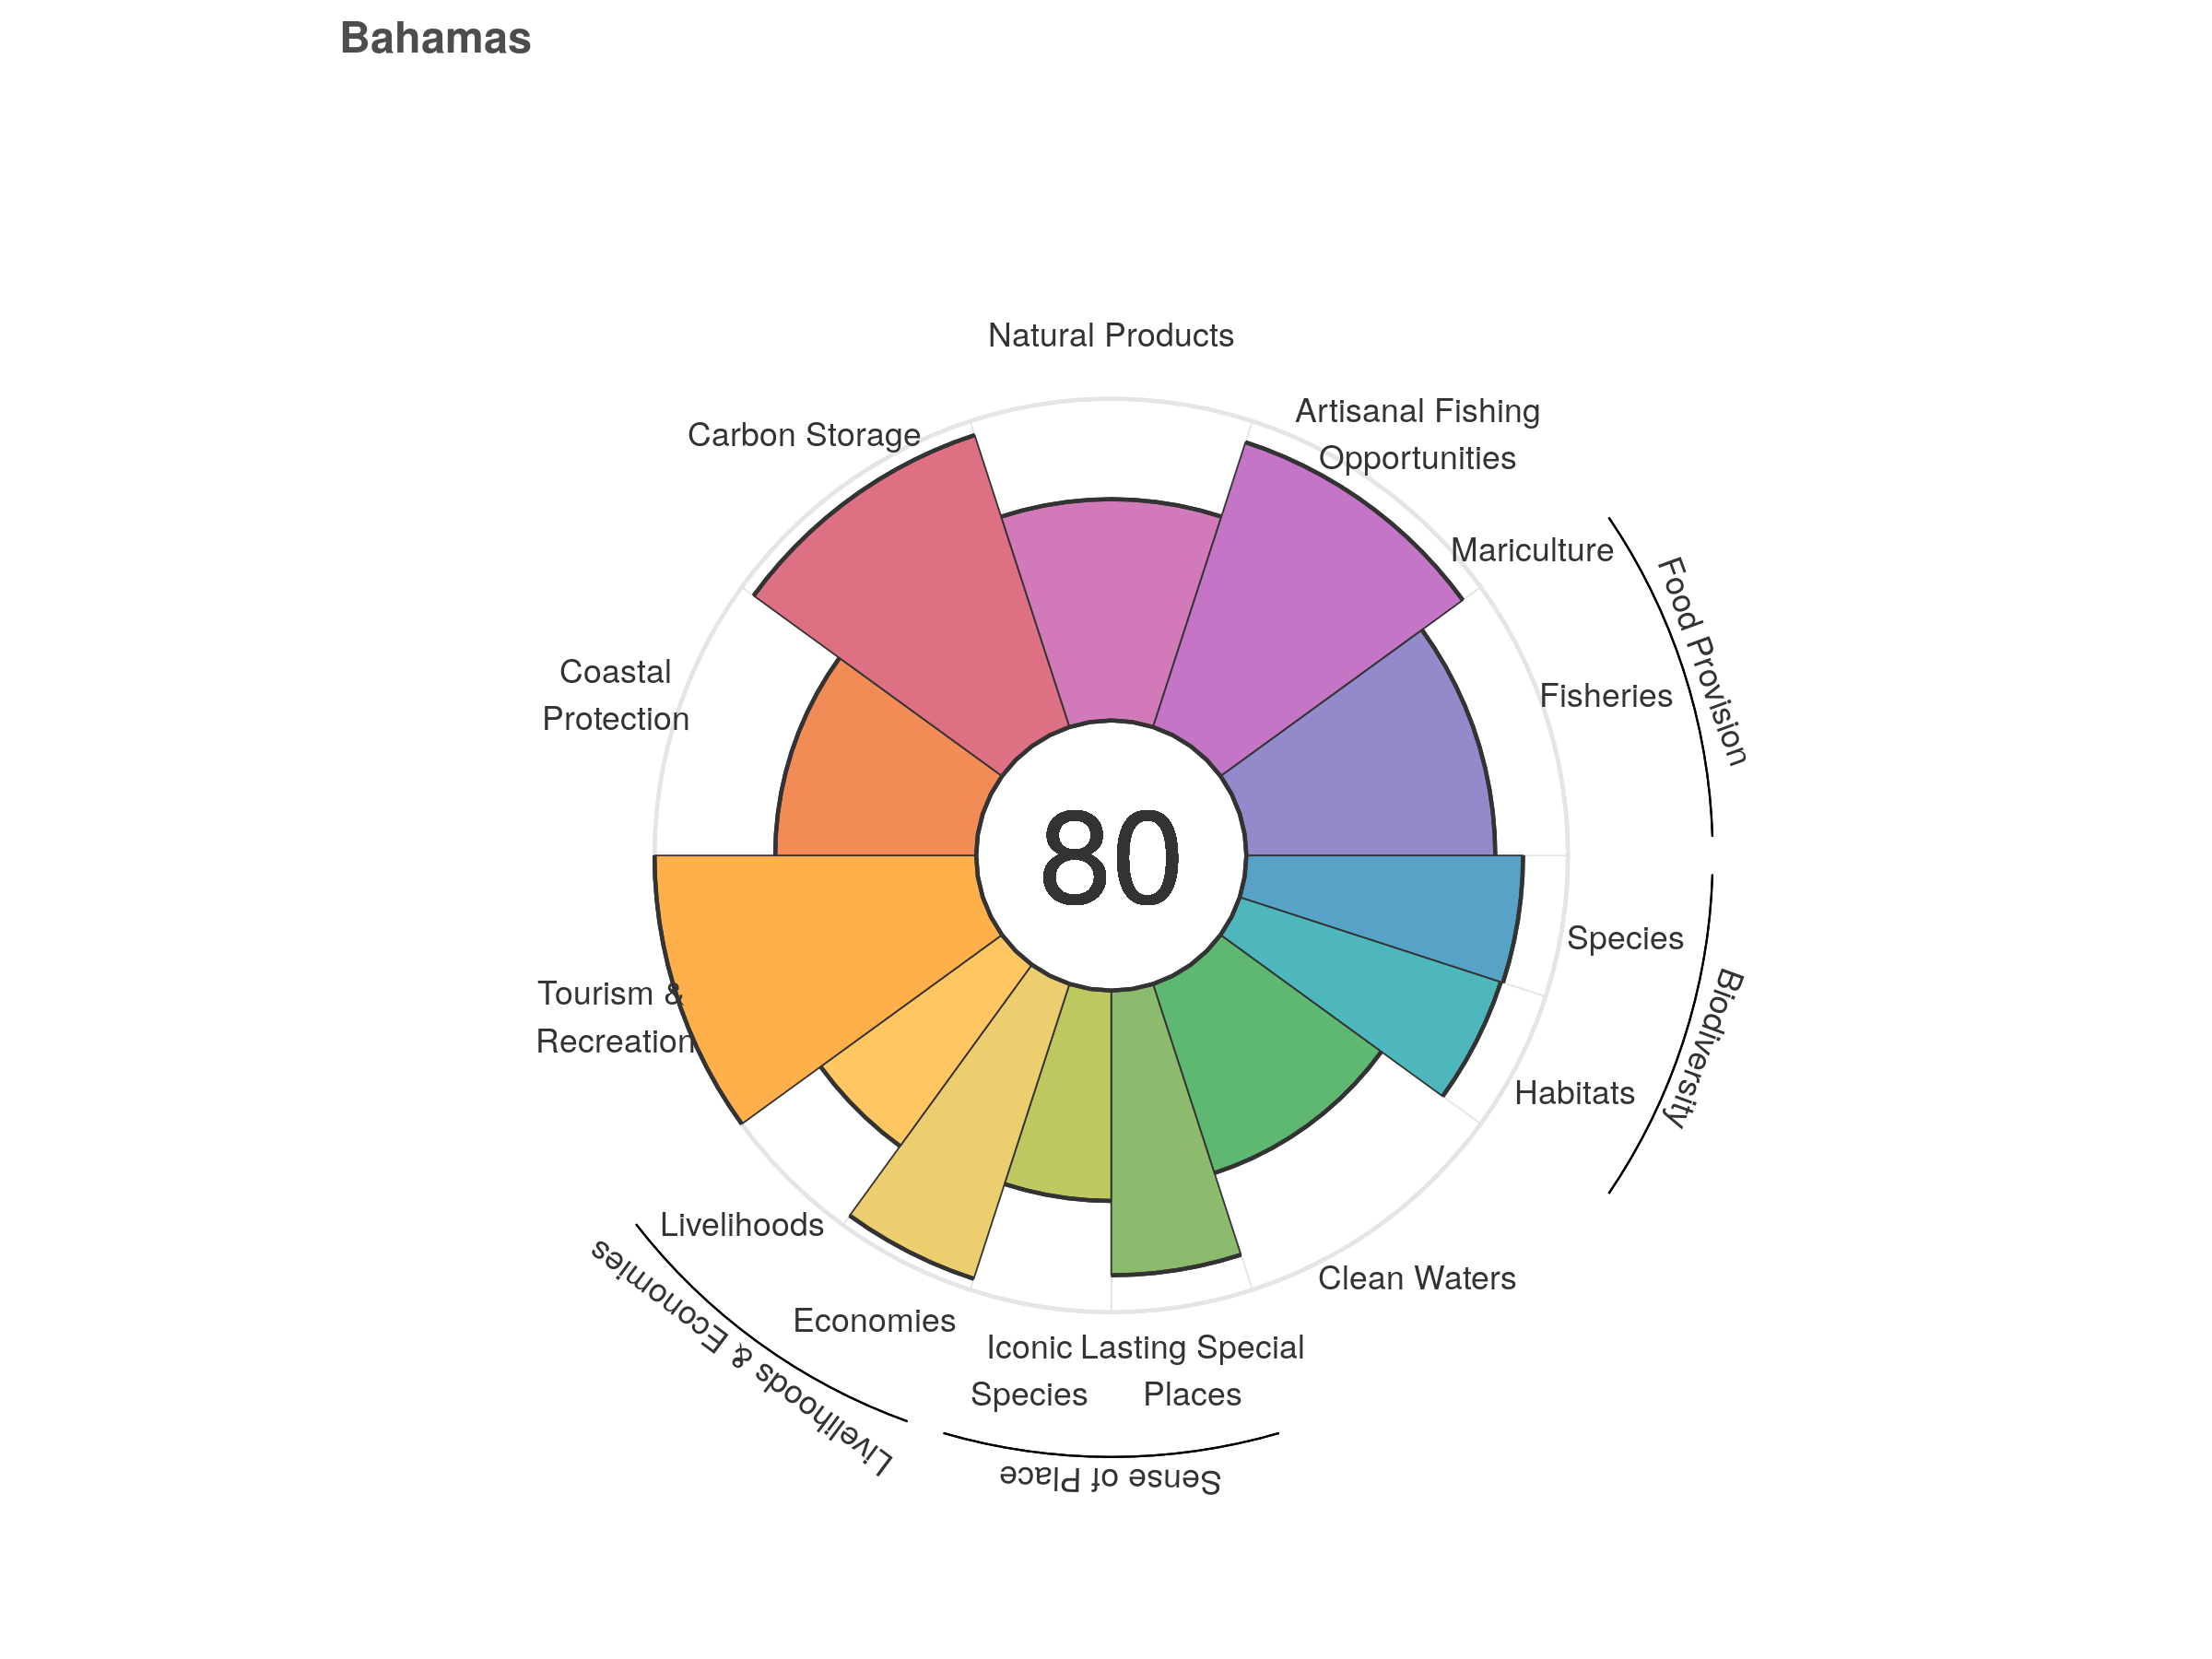 Bahamas
Natural Products
Artisanal Fishing
Opportunities
Carbon Storage
Mariculture
Food Provision
Fisheries
Coastal
Protection
80
Species
Biodiversity
Tourism &
Recreation
Habitats
Livelihoods
Clean Waters
Economies
Livelihoods & Economies
Iconic
Species
Lasting Special
Places
Sense of Place